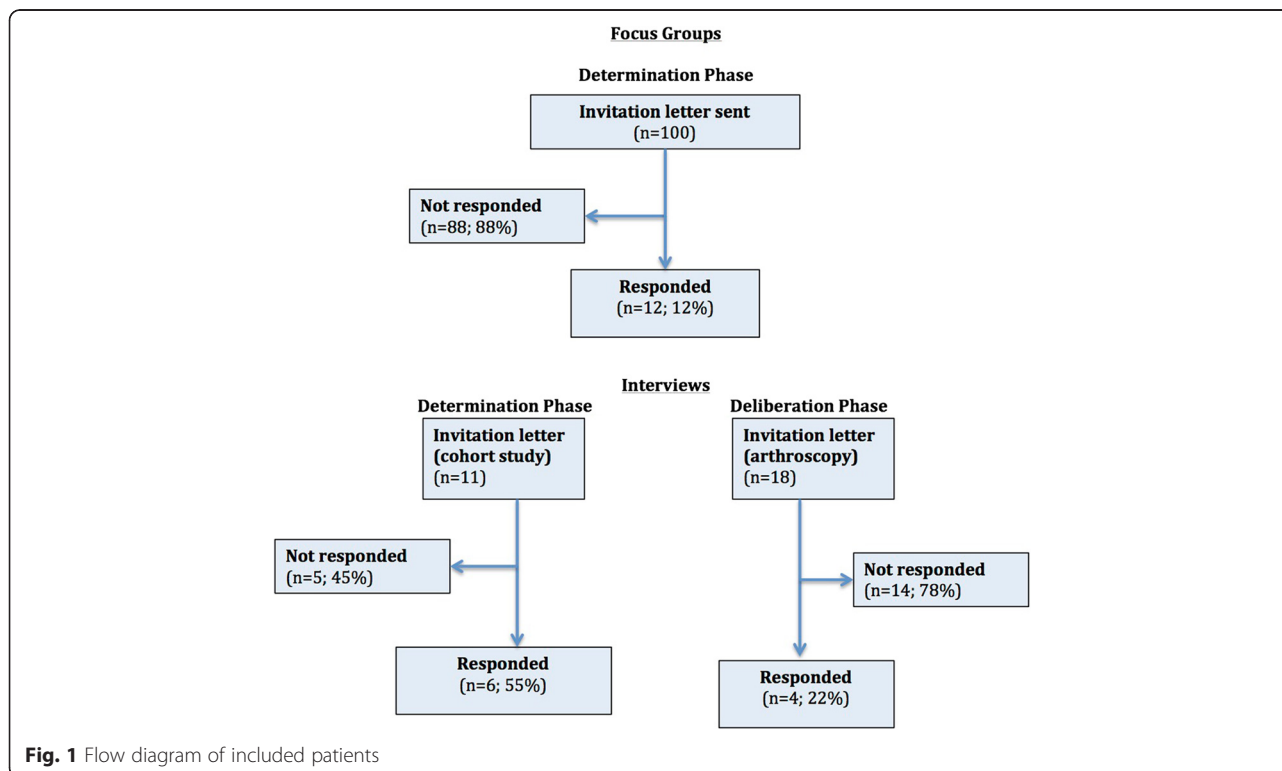 Focus Groups
Determination Phase
Invitation letter sent
(n=100)
Not responded
(n=88; 88%)
Responded
(n=12; 12%)
Interviews
Determination Phase
Invitation letter
(cohort study)
(n=11)
Not responded
(n=5; 45%)
Responded
(n=6; 55%)
Deliberation Phase
Invitation letter
(arthroscopy)
(n=18)
Not responded
(n=14; 78%)
Responded
(n=4; 22%)
Fig. 1 Flow diagram of included patients